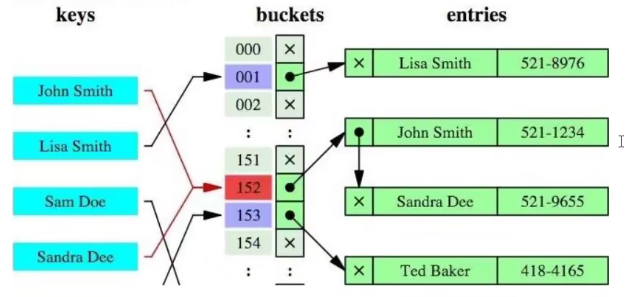 keys buckets entries
000 ×
001
002 ×
: :
151 ×
152
153
154 ×
: :
John Smith
Lisa Smith
Sam Doe
Sandra Dee
× Lisa Smith 521-8976
John Smith 521-1234
× Sandra Dee 521-9655
× Ted Baker 418-4165